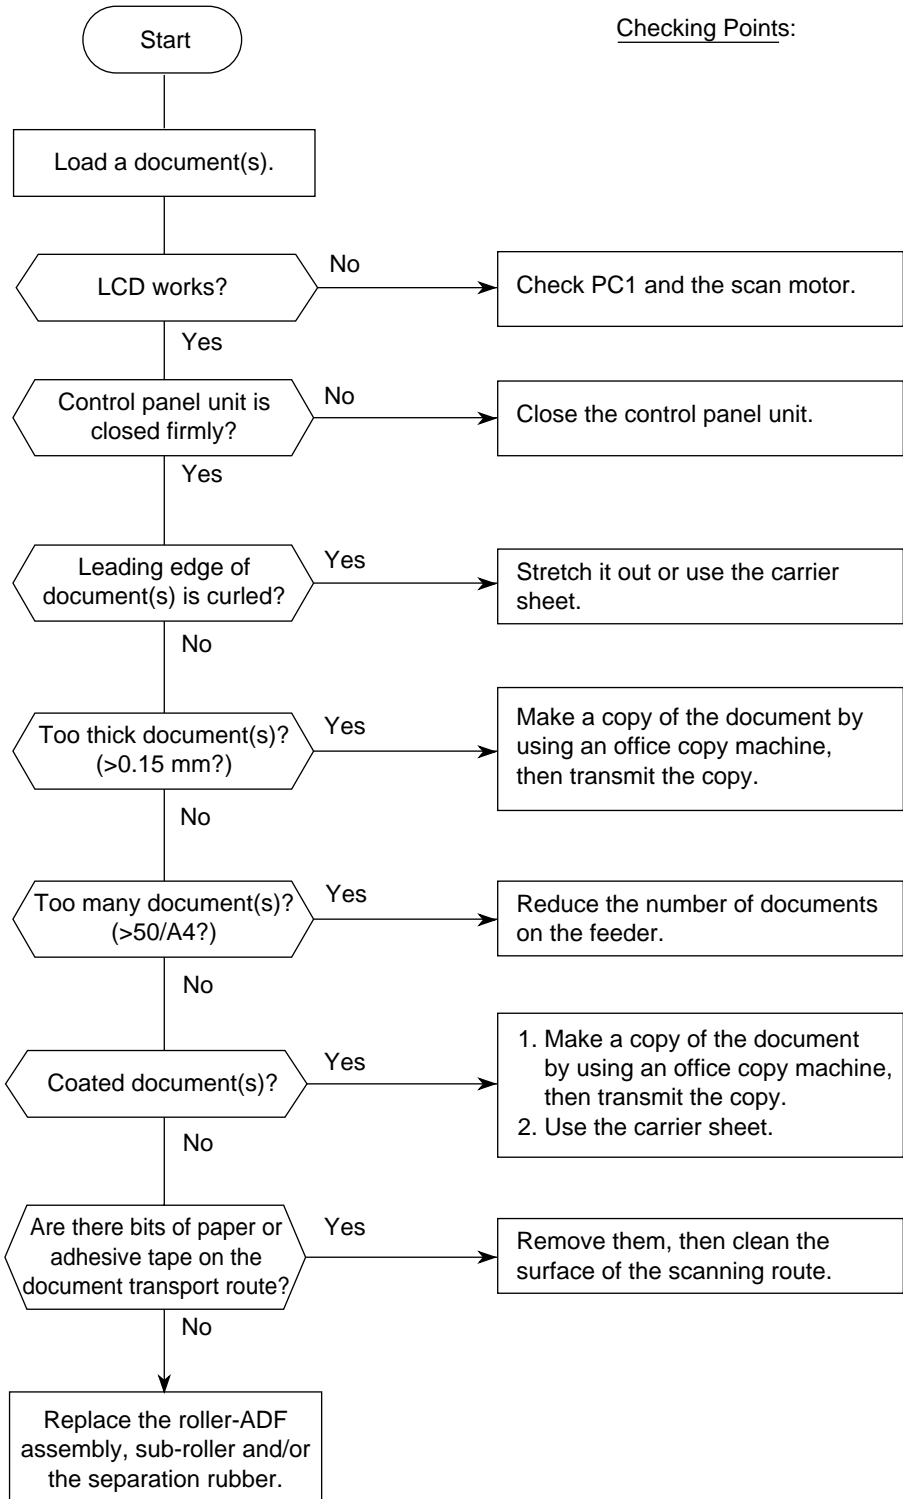 Start
Checking Points:
Load a document(s).
LCD works?
No
Check PC1 and the scan motor.
Yes
Control panel unit is
closed firmly?
No
Close the control panel unit.
Yes
Leading edge of
document(s) is curled?
Yes
Stretch it out or use the carrier
sheet.
No
Too thick document(s)?
(>0.15 mm?)
Yes
Make a copy of the document by
using an office copy machine,
then transmit the copy.
No
Too many document(s)?
(>50/A4?)
Yes
Reduce the number of documents
on the feeder.
No
Coated document(s)?
Yes
1. Make a copy of the document
by using an office copy machine,
then transmit the copy.
2. Use the carrier sheet.
No
Are there bits of paper or
adhesive tape on the
document transport route?
Yes
Remove them, then clean the
surface of the scanning route.
No
Replace the roller-ADF
assembly, sub-roller and/or
the separation rubber.